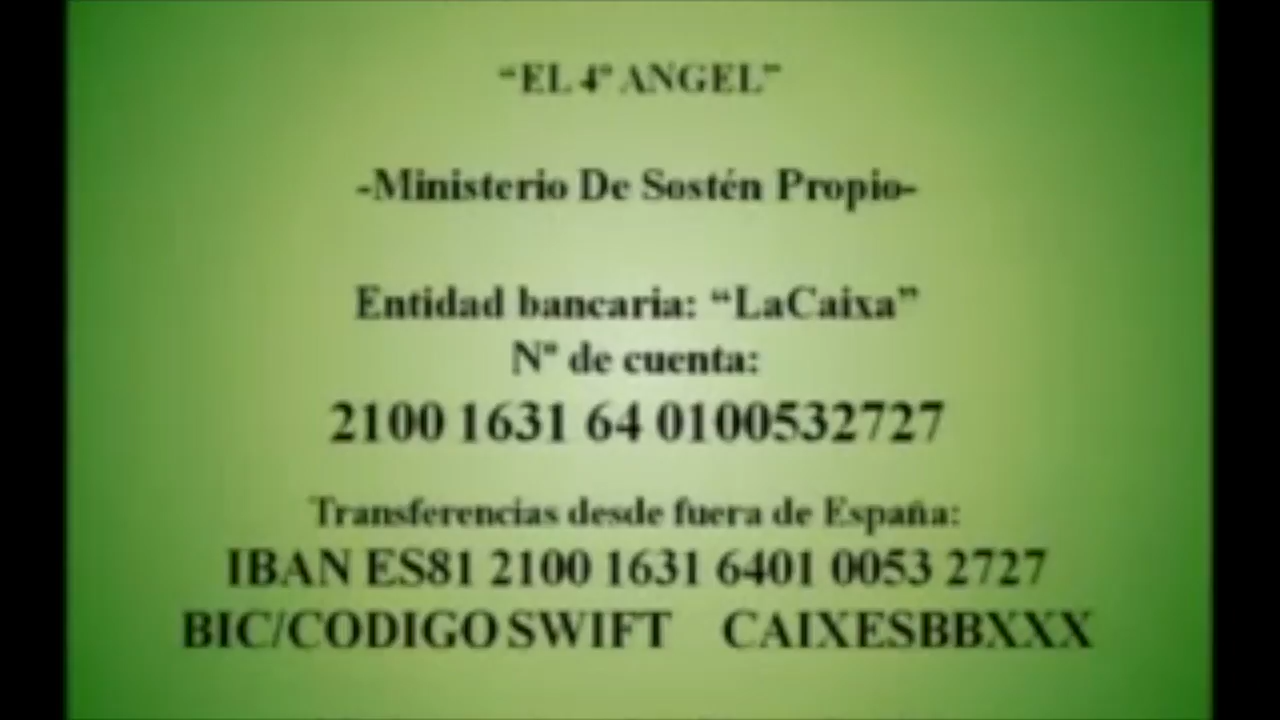 “EL 4º ANGEL”
-Ministerio De Sostén Propio-
Entidad bancaria: “LaCaixa”
Nº de cuenta:
2100 1631 64 0100532727
Transferencias desde fuera de España:
IBAN ES81 2100 1631 6401 0053 2727
BIC/CODIGO SWIFT CAIXESBBXXX